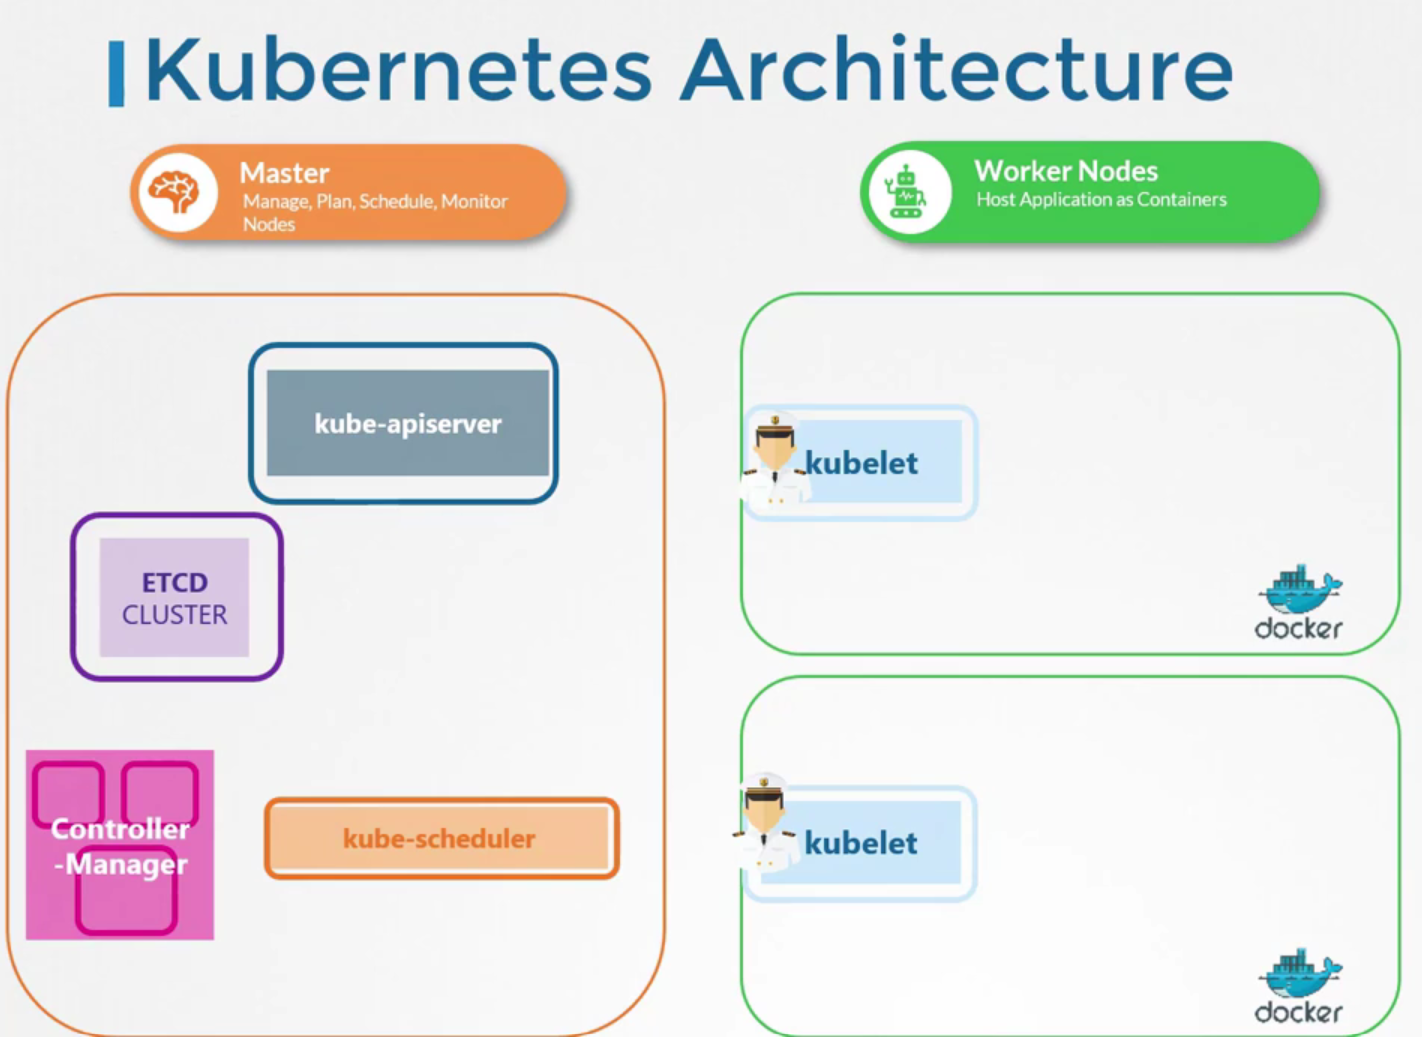 Kubernetes Architecture
Master
Manage, Plan, Schedule, Monitor
Nodes
Worker Nodes
Host Application as Containers
kube-apiserver
ETCD
CLUSTER
Controller
-Manager
kube-scheduler
kubelet
docker
kubelet
docker